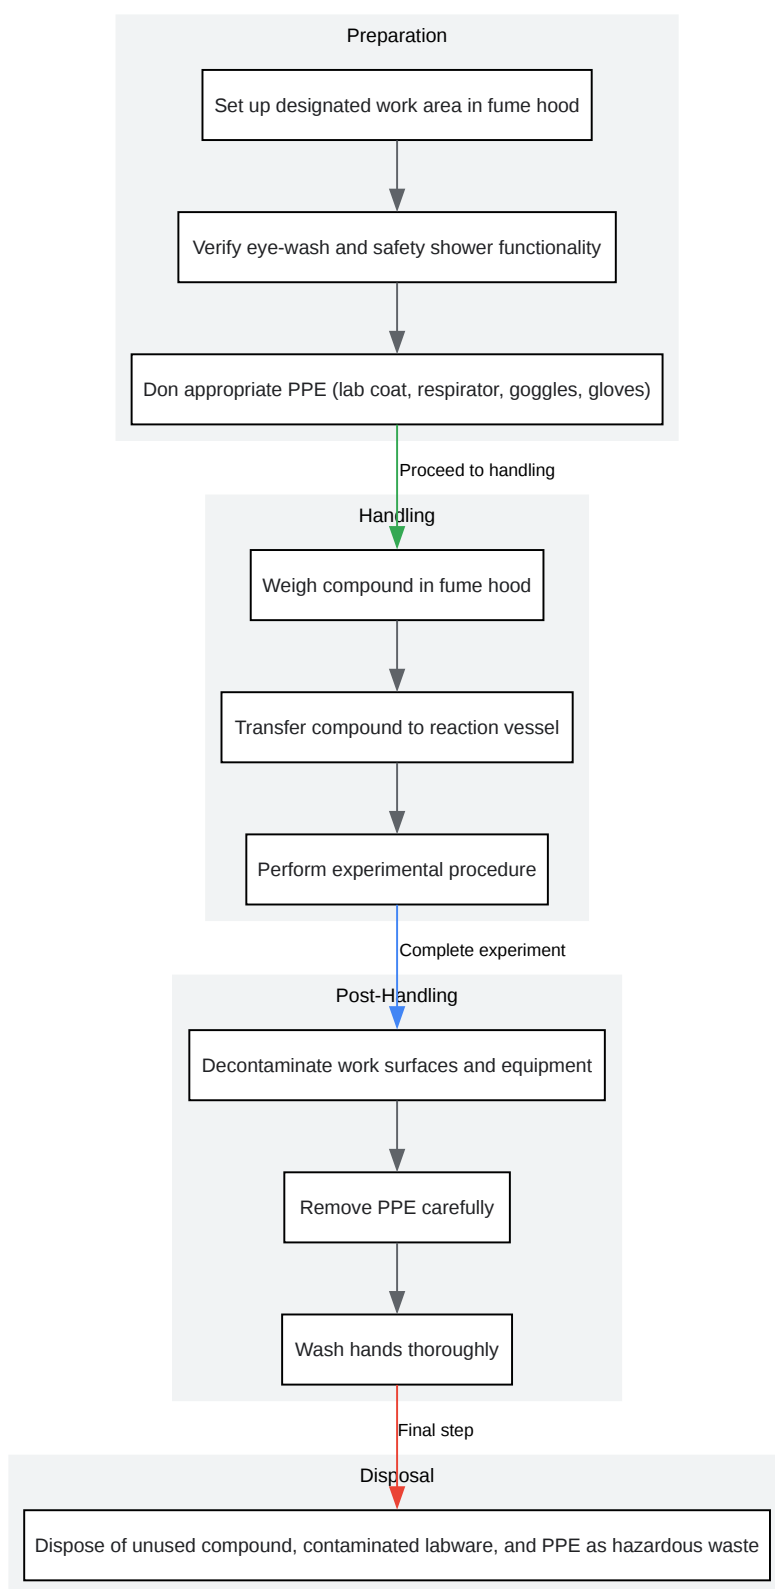 Preparation
Set up designated work area in fume hood
Verify eye-wash and safety shower functionality
Don appropriate PPE (lab coat, respirator, goggles, gloves)
Proceed to handling
Handling
Weigh compound in fume hood
Transfer compound to reaction vessel
Perform experimental procedure
Complete experiment
Post-Handling
Decontaminate work surfaces and equipment
Remove PPE carefully
Wash hands thoroughly
Final step
Disposal
Dispose of unused compound, contaminated labware, and PPE as hazardous waste